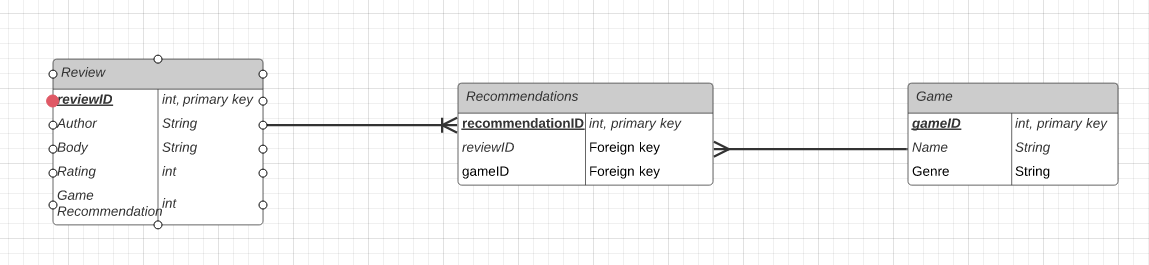 Review
reviewID int, primary key
Author String
Body String
Rating int
Game
Recommendation int
Recommendations
recommendationID int, primary key
reviewID Foreign key
gameID Foreign key
Game
gameID int, primary key
Name String
Genre String